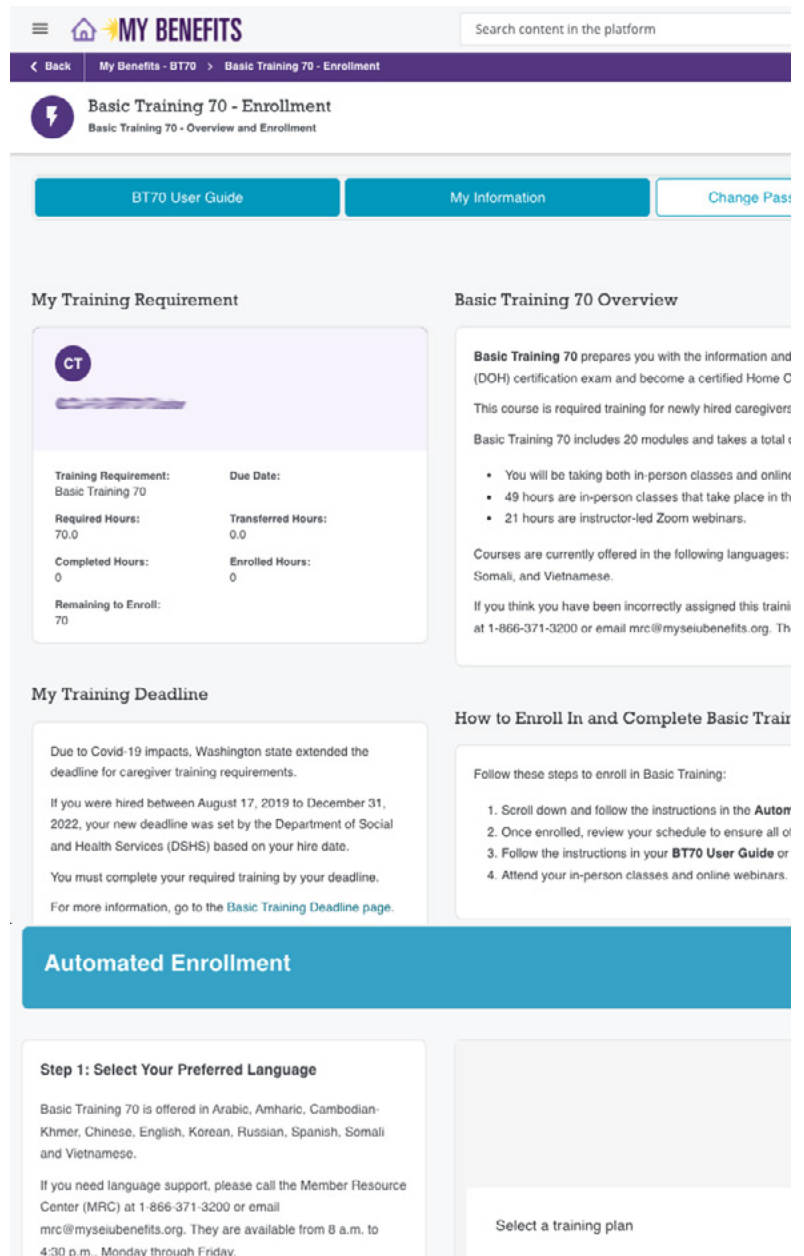 MY BENEFITS
Search content in the platform
Back
My Benefits - BT70 > Basic Training 70 - Enrollment
Basic Training 70 - Enrollment
Basic Training 70 - Overview and Enrollment
BT70 User Guide
My Information
Change Pass
My Training Requirement
CT
Training Requirement:
Basic Training 70
Due Date:
Required Hours:
70.0
Transferred Hours:
0.0
Completed Hours:
0
Enrolled Hours:
0
Remaining to Enroll:
70
Basic Training 70 Overview
Basic Training 70 prepares you with the information and
(DOH) certification exam and become a certified Home C
This course is required training for newly hired caregivers
Basic Training 70 includes 20 modules and takes a total
• You will be taking both in-person classes and online
• 49 hours are in-person classes that take place in th
• 21 hours are instructor-led Zoom webinars.
Courses are currently offered in the following languages:
Somali, and Vietnamese.
If you think you have been incorrectly assigned this traini
at 1-866-371-3200 or email mrc@myseiubenefits.org. The
My Training Deadline
Due to Covid-19 impacts, Washington state extended the
deadline for caregiver training requirements.
If you were hired between August 17, 2019 to December 31,
2022, your new deadline was set by the Department of Social
and Health Services (DSHS) based on your hire date.
You must complete your required training by your deadline.
For more information, go to the Basic Training Deadline page.
How to Enroll In and Complete Basic Train
Follow these steps to enroll in Basic Training:
1. Scroll down and follow the instructions in the Autom
2. Once enrolled, review your schedule to ensure all of
3. Follow the instructions in your BT70 User Guide or
4. Attend your in-person classes and online webinars.
Automated Enrollment
Step 1: Select Your Preferred Language
Basic Training 70 is offered in Arabic, Amharic, Cambodian-
Khmer, Chinese, English, Korean, Russian, Spanish, Somali
and Vietnamese.
If you need language support, please call the Member Resource
Center (MRC) at 1-866-371-3200 or email
mrc@myseiubenefits.org. They are available from 8 a.m. to
4:30 p.m., Monday through Friday.
Select a training plan